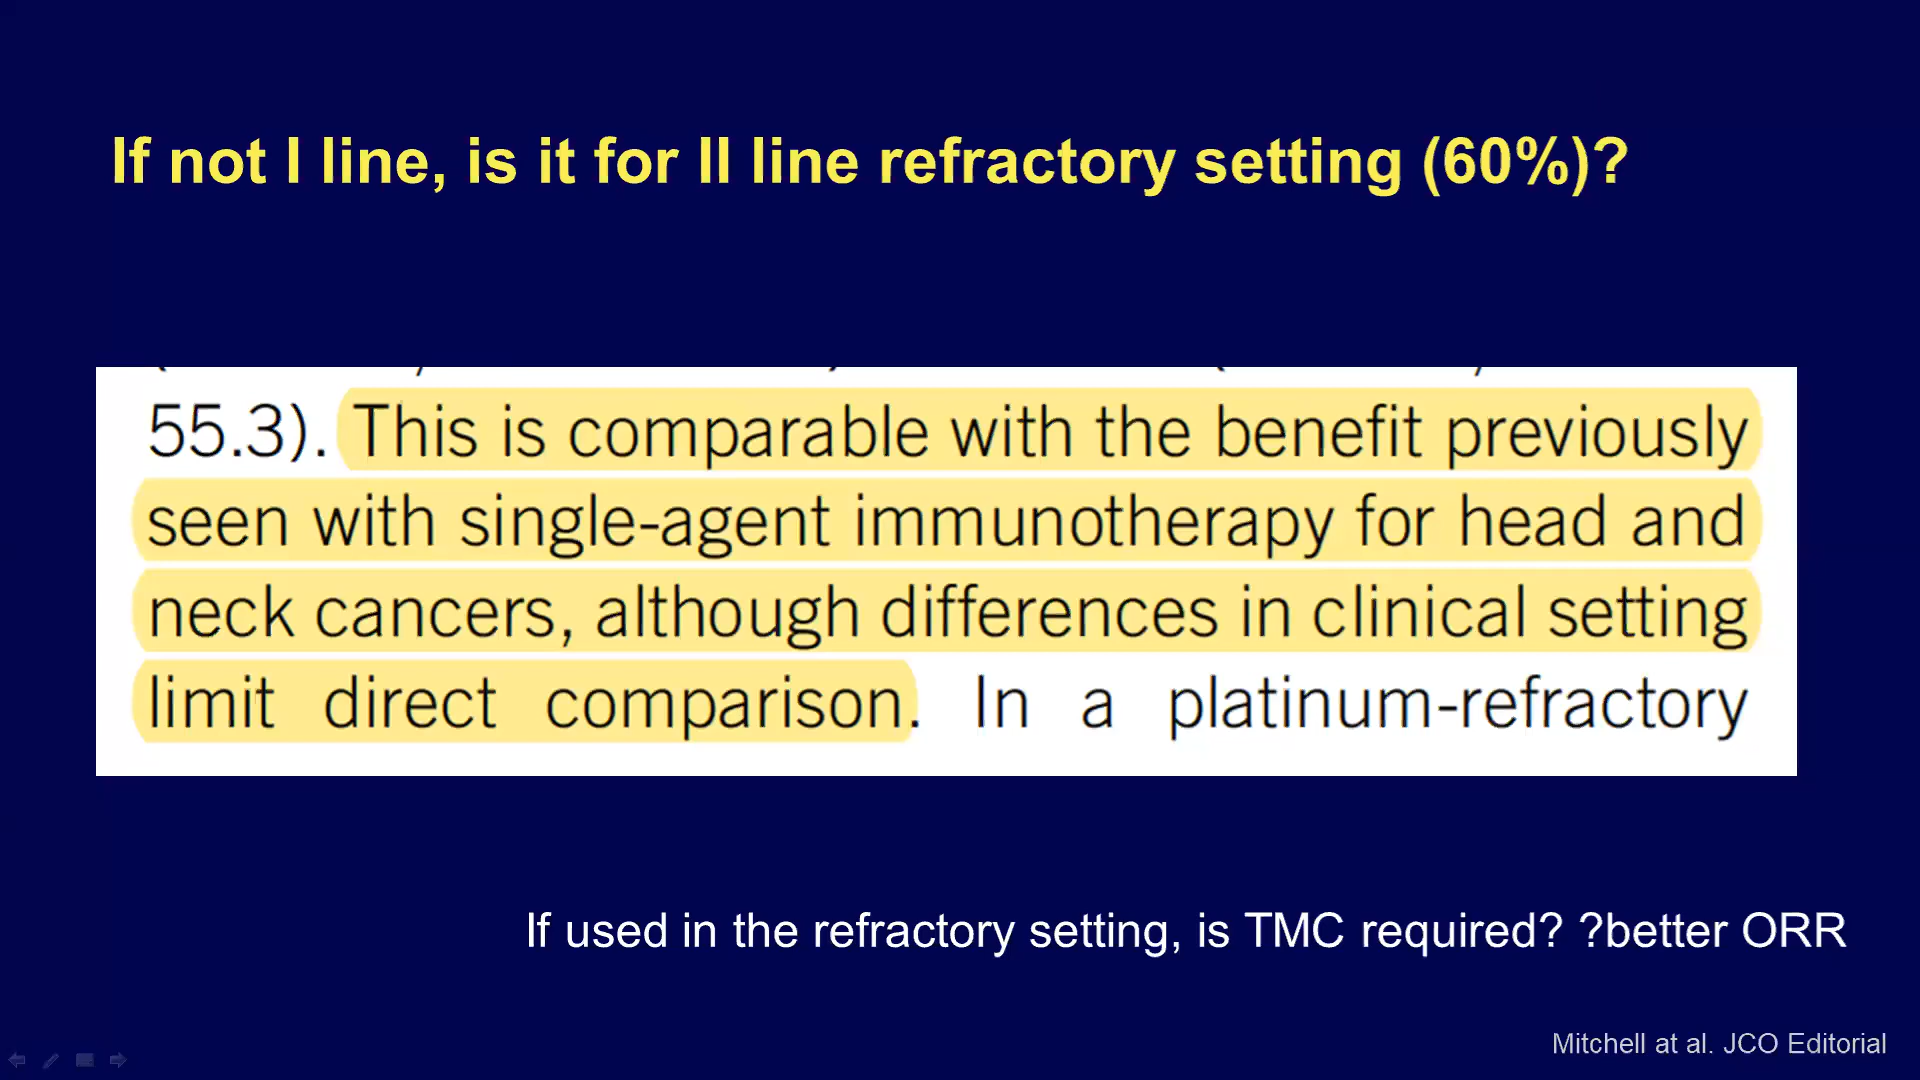 If not I line, is it for II line refractory setting (60%)?
55.3). This is comparable with the benefit previously
seen with single-agent immunotherapy for head and
neck cancers, although differences in clinical setting
limit direct comparison. In a platinum-refractory
If used in the refractory setting, is TMC required? ?better ORR
Mitchell at al. JCO Editorial